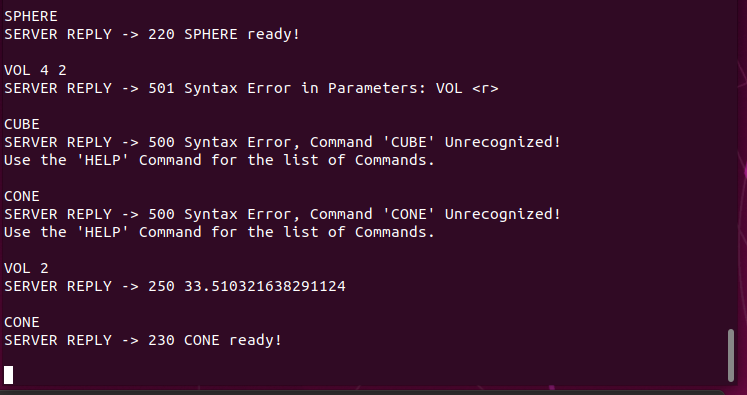 SPHERE
SERVER REPLY -> 220 SPHERE ready!
VOL 4 2
SERVER REPLY -> 501 Syntax Error in Parameters: VOL <r>
CUBE
SERVER REPLY -> 500 Syntax Error, Command 'CUBE' Unrecognized!
Use the 'HELP' Command for the list of Commands.
CONE
SERVER REPLY -> 500 Syntax Error, Command 'CONE' Unrecognized!
Use the 'HELP' Command for the list of Commands.
VOL 2
SERVER REPLY -> 250 33.510321638291124
CONE
SERVER REPLY -> 230 CONE ready!